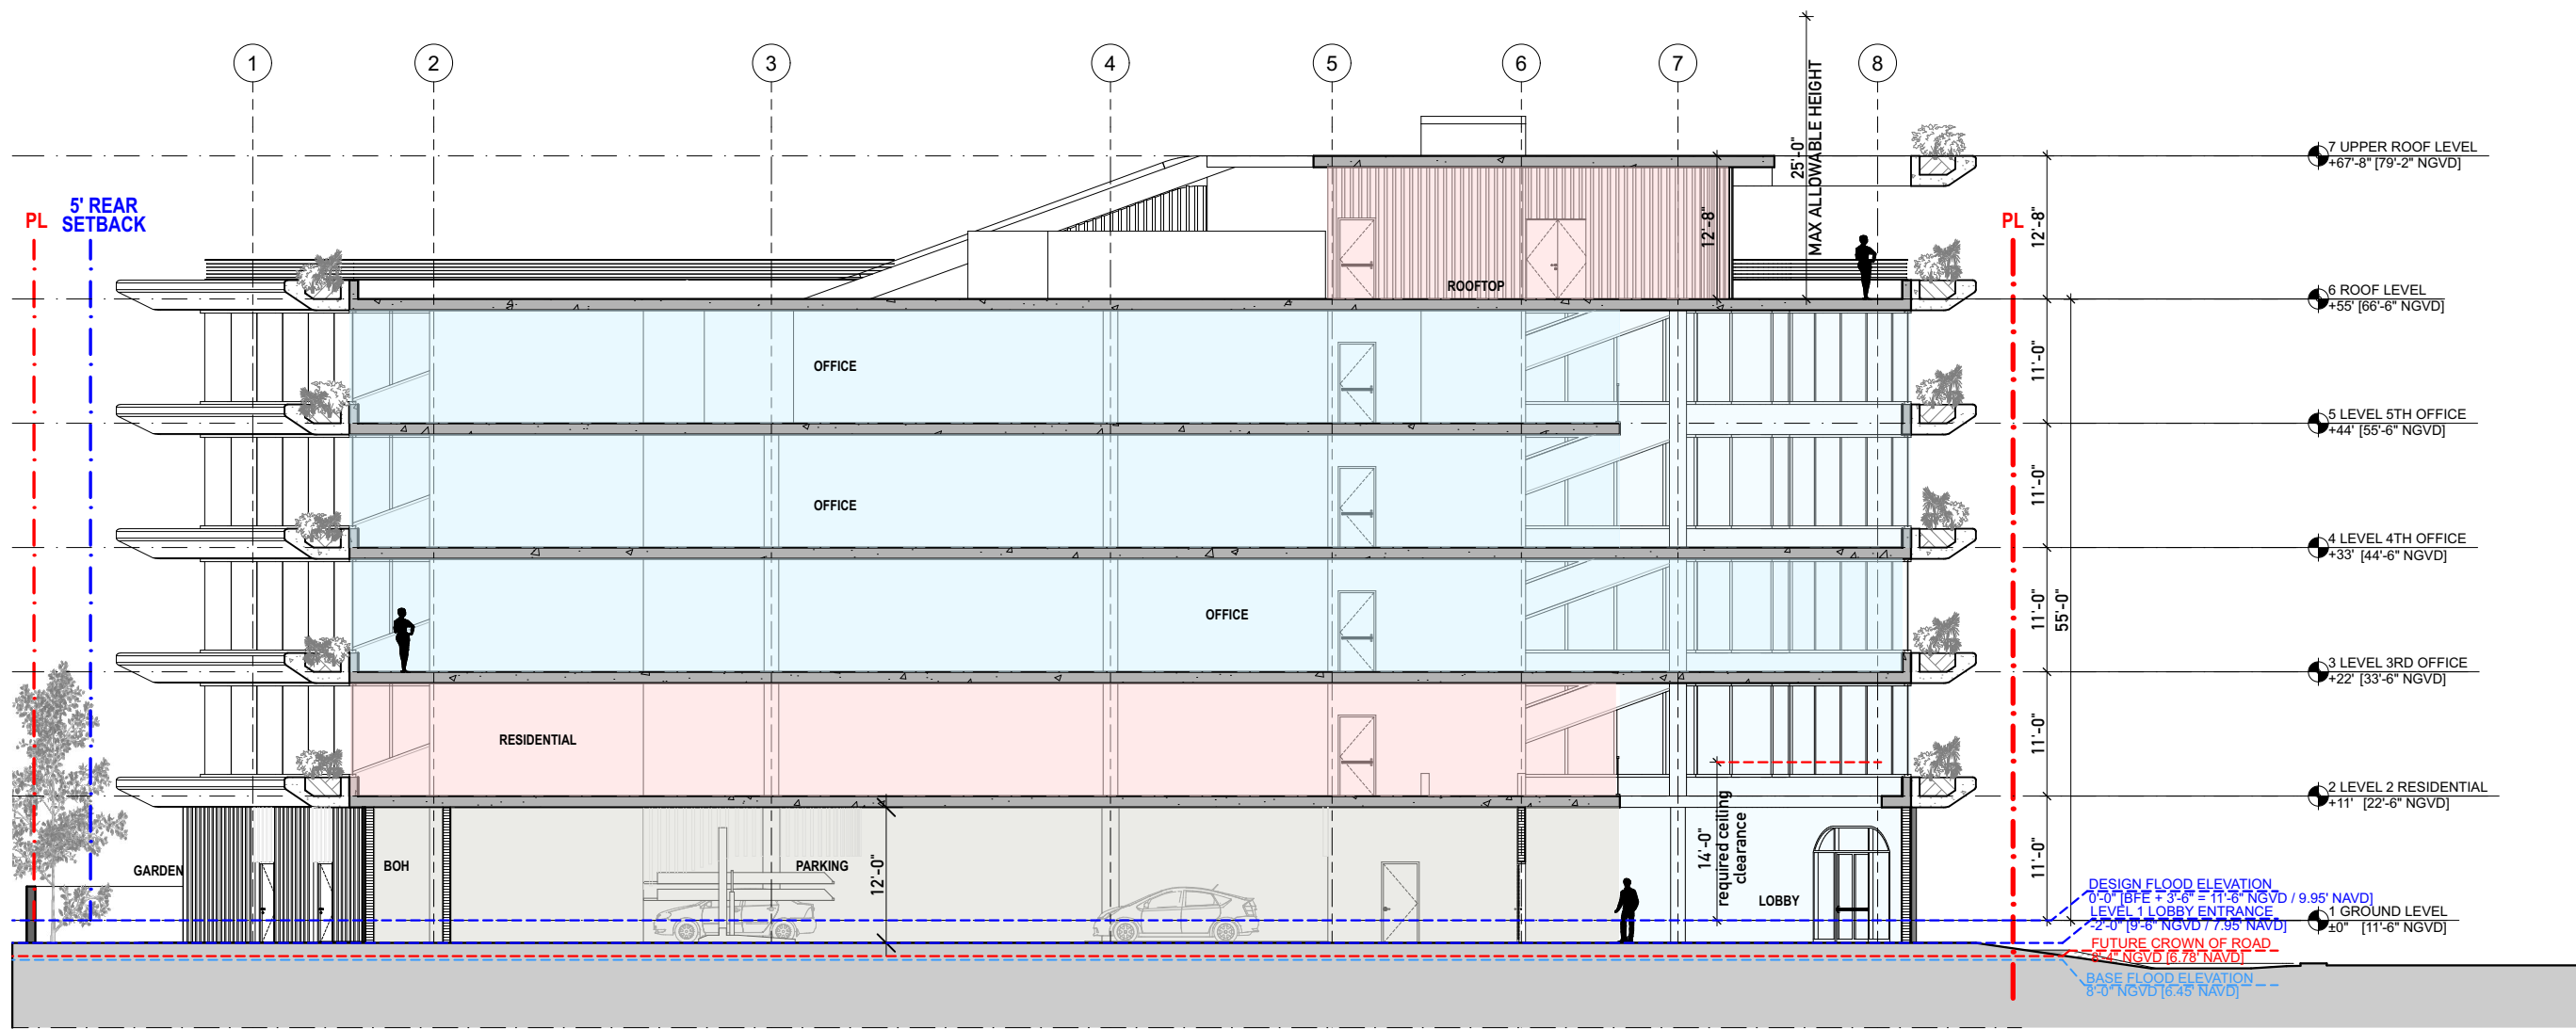 1
2
3
4
5
6
7
8
25'-0"
MAX ALLOWABLE HEIGHT
7 UPPER ROOF LEVEL
+67'-8" [79'-2" NGVD]
PL
5' REAR
SETBACK
PL
12'-8"
12'-8"
ROOFTOP
6 ROOF LEVEL
+55' [66'-6" NGVD]
OFFICE
11'-0"
5 LEVEL 5TH OFFICE
+44' [55'-6" NGVD]
OFFICE
11'-0"
4 LEVEL 4TH OFFICE
+33' [44'-6" NGVD]
OFFICE
11'-0"
55'-0"
3 LEVEL 3RD OFFICE
+22' [33'-6" NGVD]
RESIDENTIAL
11'-0"
2 LEVEL 2 RESIDENTIAL
+11' [22'-6" NGVD]
GARDEN
BOH
PARKING
12'-0"
14'-0"
required ceiling
clearance
LOBBY
11'-0"
DESIGN FLOOD ELEVATION
0'-0" [BFE + 3'-6" = 11'-6" NGVD / 9.95' NAVD]
LEVEL 1 LOBBY ENTRANCE
-2'-0" [9'-6" NGVD / 7.95' NAVD]
1 GROUND LEVEL
±0" [11'-6" NGVD]
FUTURE CROWN OF ROAD
8'-4" NGVD [6.78' NAVD]
BASE FLOOD ELEVATION
8'-0" NGVD [6.45' NAVD]